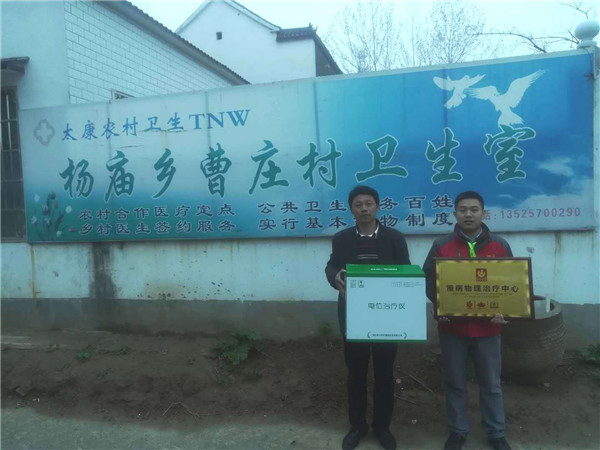 太康农村卫生TNW
杨庙乡曹庄村卫生室
农村合作医疗定点 公共卫生 务百姓
乡村医生签约服务 实行基本 物制度 :13525700290
电位治疗仪
慢病物理治疗中心